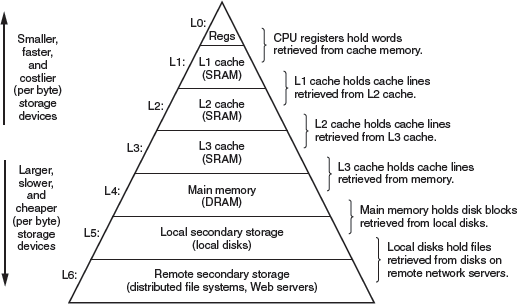 Smaller,
faster,
and
costlier
(per byte)
storage
devices
Larger,
slower,
and
cheaper
(per byte)
storage
devices
L0:
Regs
CPU registers hold words
retrieved from cache memory.
L1:
L1 cache
(SRAM)
L1 cache holds cache lines
retrieved from L2 cache.
L2:
L2 cache
(SRAM)
L2 cache holds cache lines
retrieved from L3 cache.
L3:
L3 cache
(SRAM)
L3 cache holds cache lines
retrieved from memory.
L4:
Main memory
(DRAM)
Main memory holds disk blocks
retrieved from local disks.
L5:
Local secondary storage
(local disks)
Local disks hold files
retrieved from disks on
remote network servers.
L6:
Remote secondary storage
(distributed file systems, Web servers)